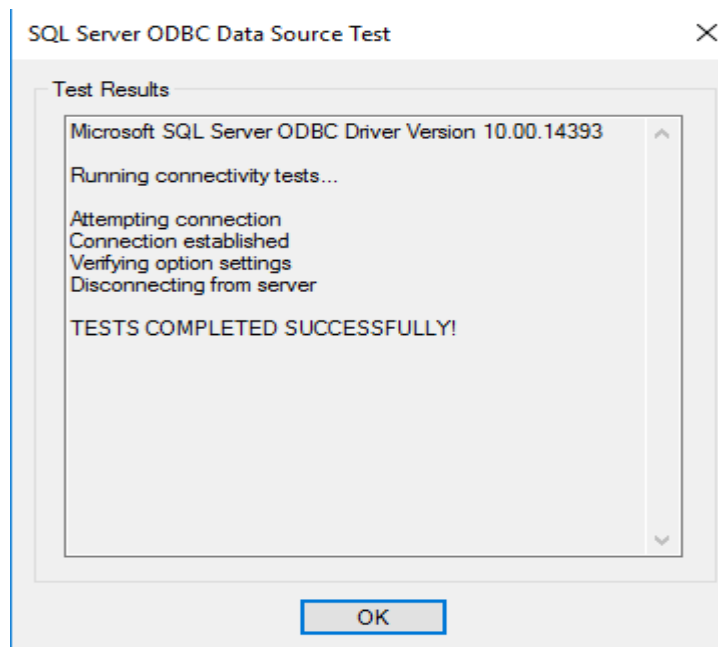 SQL Server ODBC Data Source Test
Test Results
Microsoft SQL Server ODBC Driver Version 10.00.14393
Running connectivity tests...
Attempting connection
Connection established
Verifying option settings
Disconnecting from server
TESTS COMPLETED SUCCESSFULLY!
OK